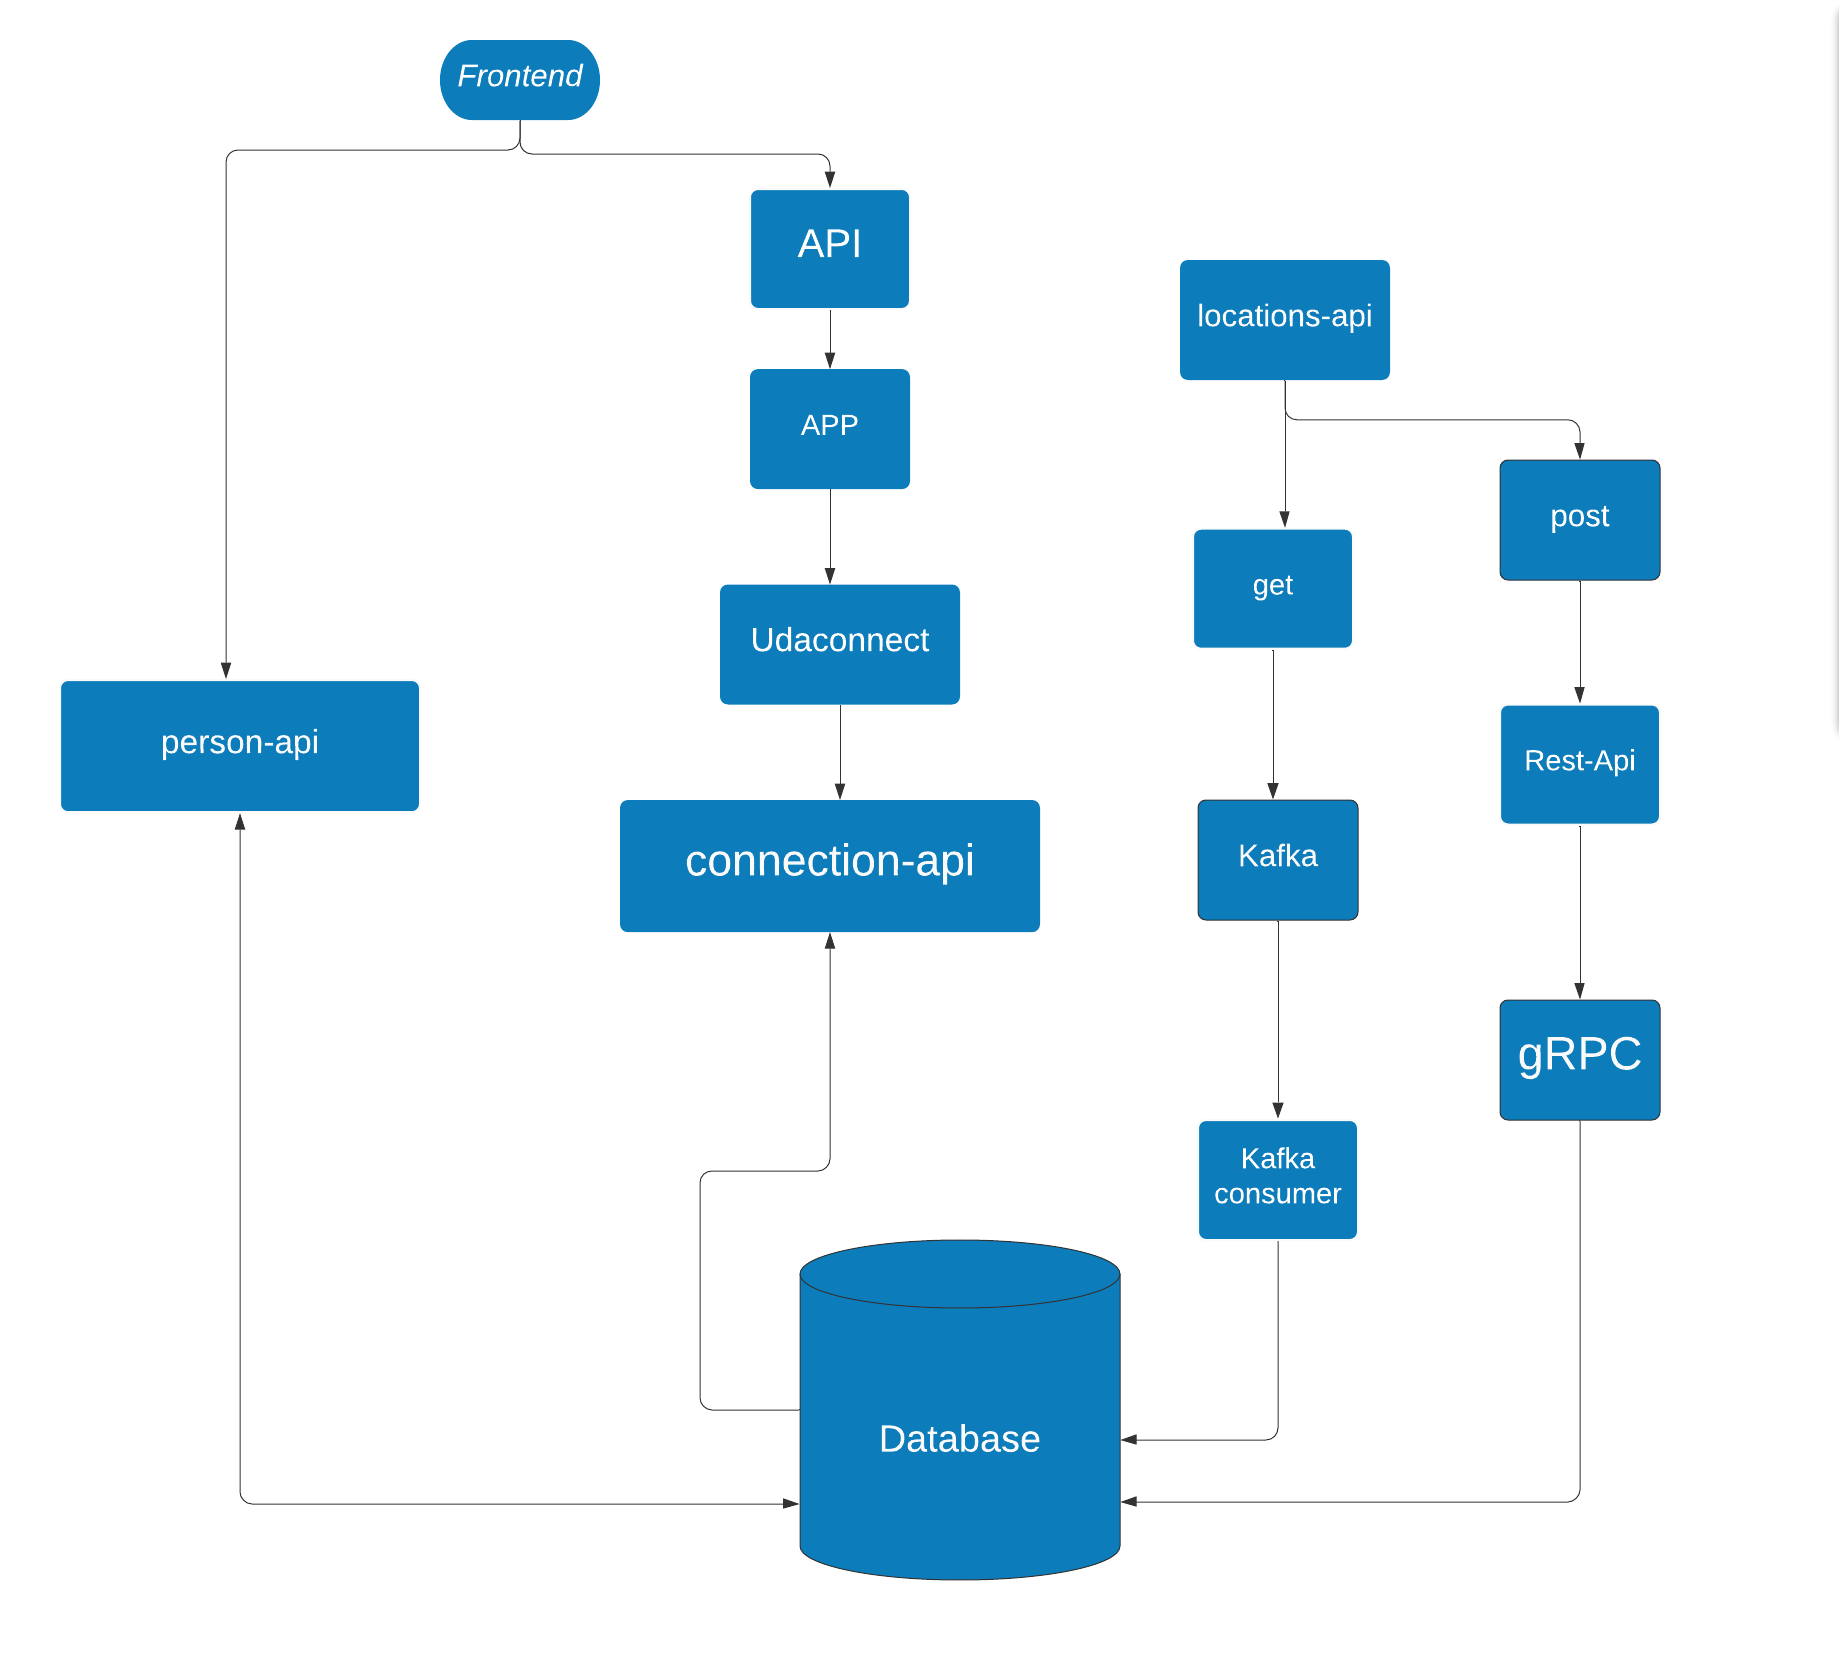 Frontend
API
locations-api
APP
post
get
Udaconnect
person-api
Rest-Api
connection-api
Kafka
gRPC
Kafka
consumer
Database